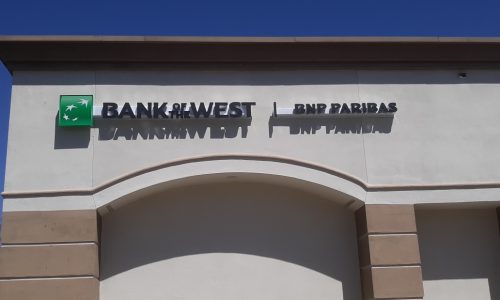 BANK OF THE WEST | BNP PARIBAS